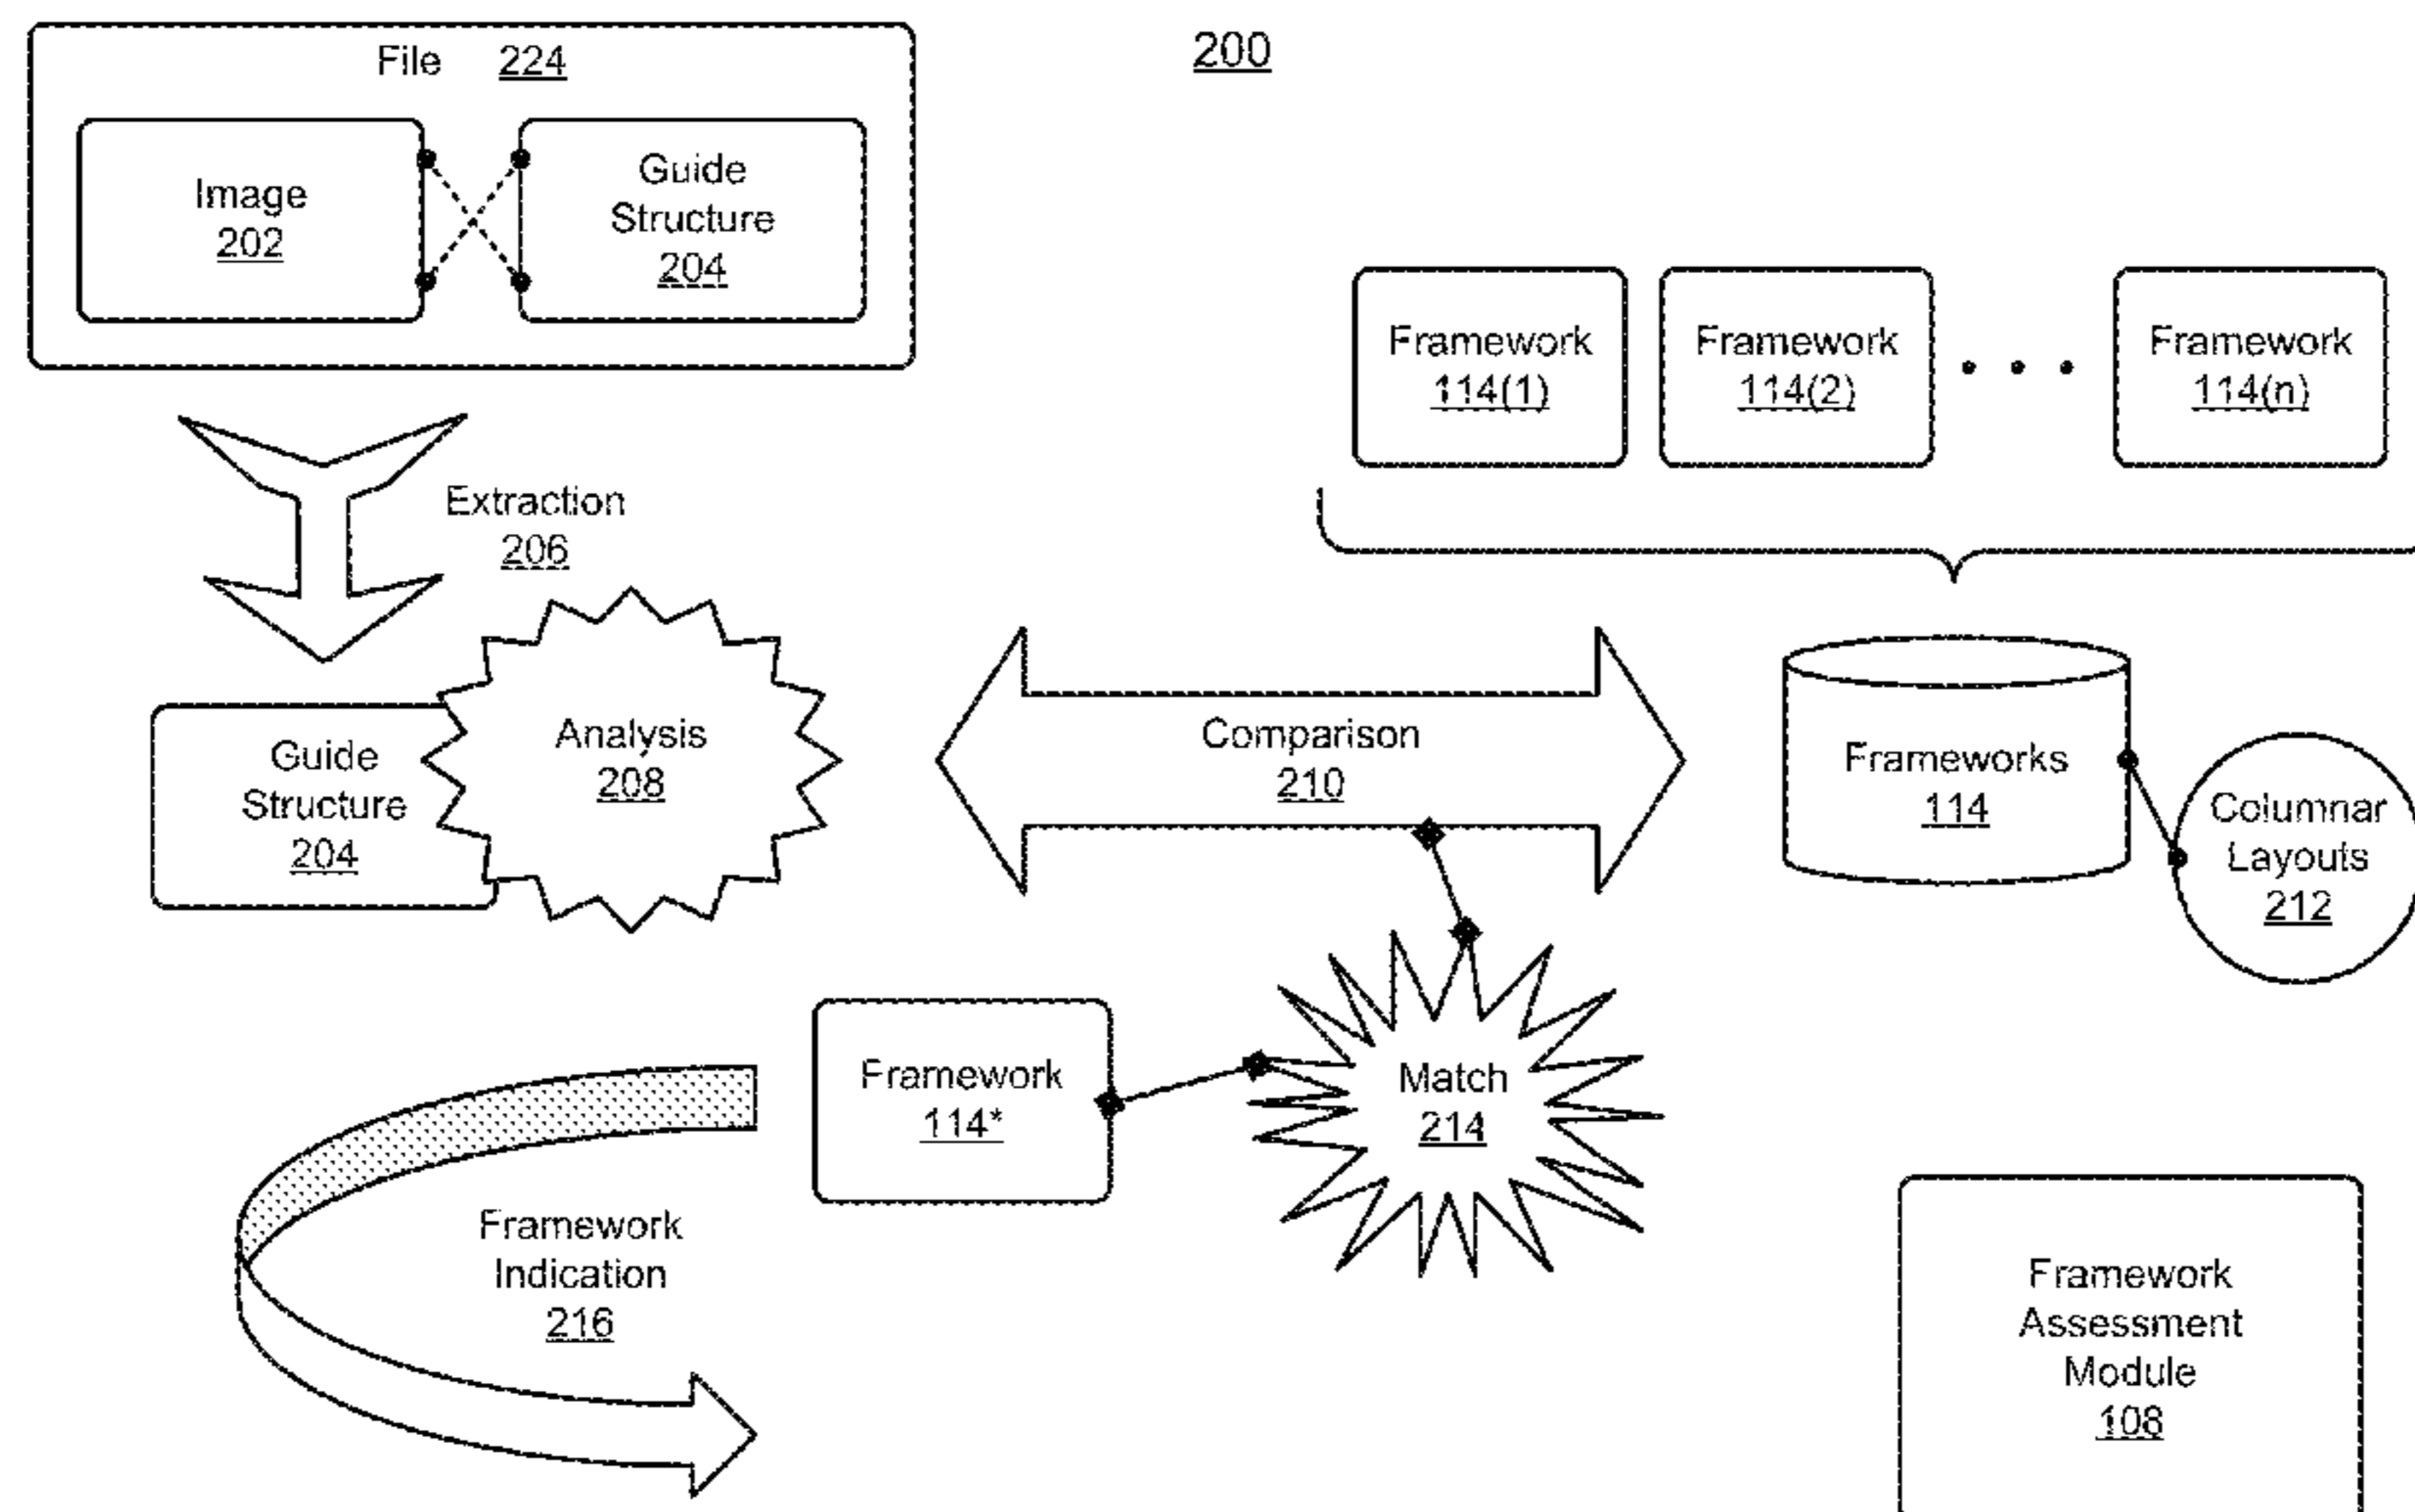 File 224
200
Image
202
Guide
Structure
204
Framework
114(1)
Framework
114(2)
. . .
Framework
114(n)
Extraction
206
Guide
Structure
204
Analysis
208
Comparison
210
Frameworks
114
Columnar
Layouts
212
Framework
114*
Match
214
Framework
Indication
216
Framework
Assessment
Module
108